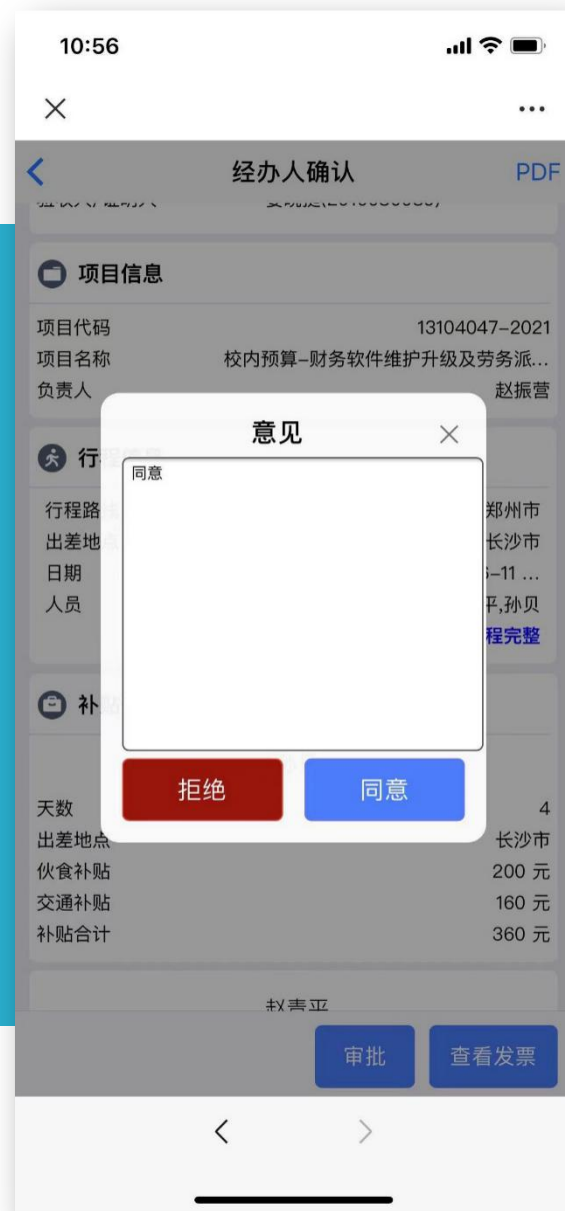 10:56
经办人确认
PDF
项目信息
项目代码 13104047-2021
项目名称 校内预算-财务软件维护升级及劳务派...
负责人 赵振营
意见
同意
行
行程路 郑州市
出差地 长沙市
日期 -11 ...
人员 平,孙贝
程完整
补
拒绝
同意
天数 4
出差地点 长沙市
伙食补贴 200 元
交通补贴 160 元
补贴合计 360 元
审批
查看发票